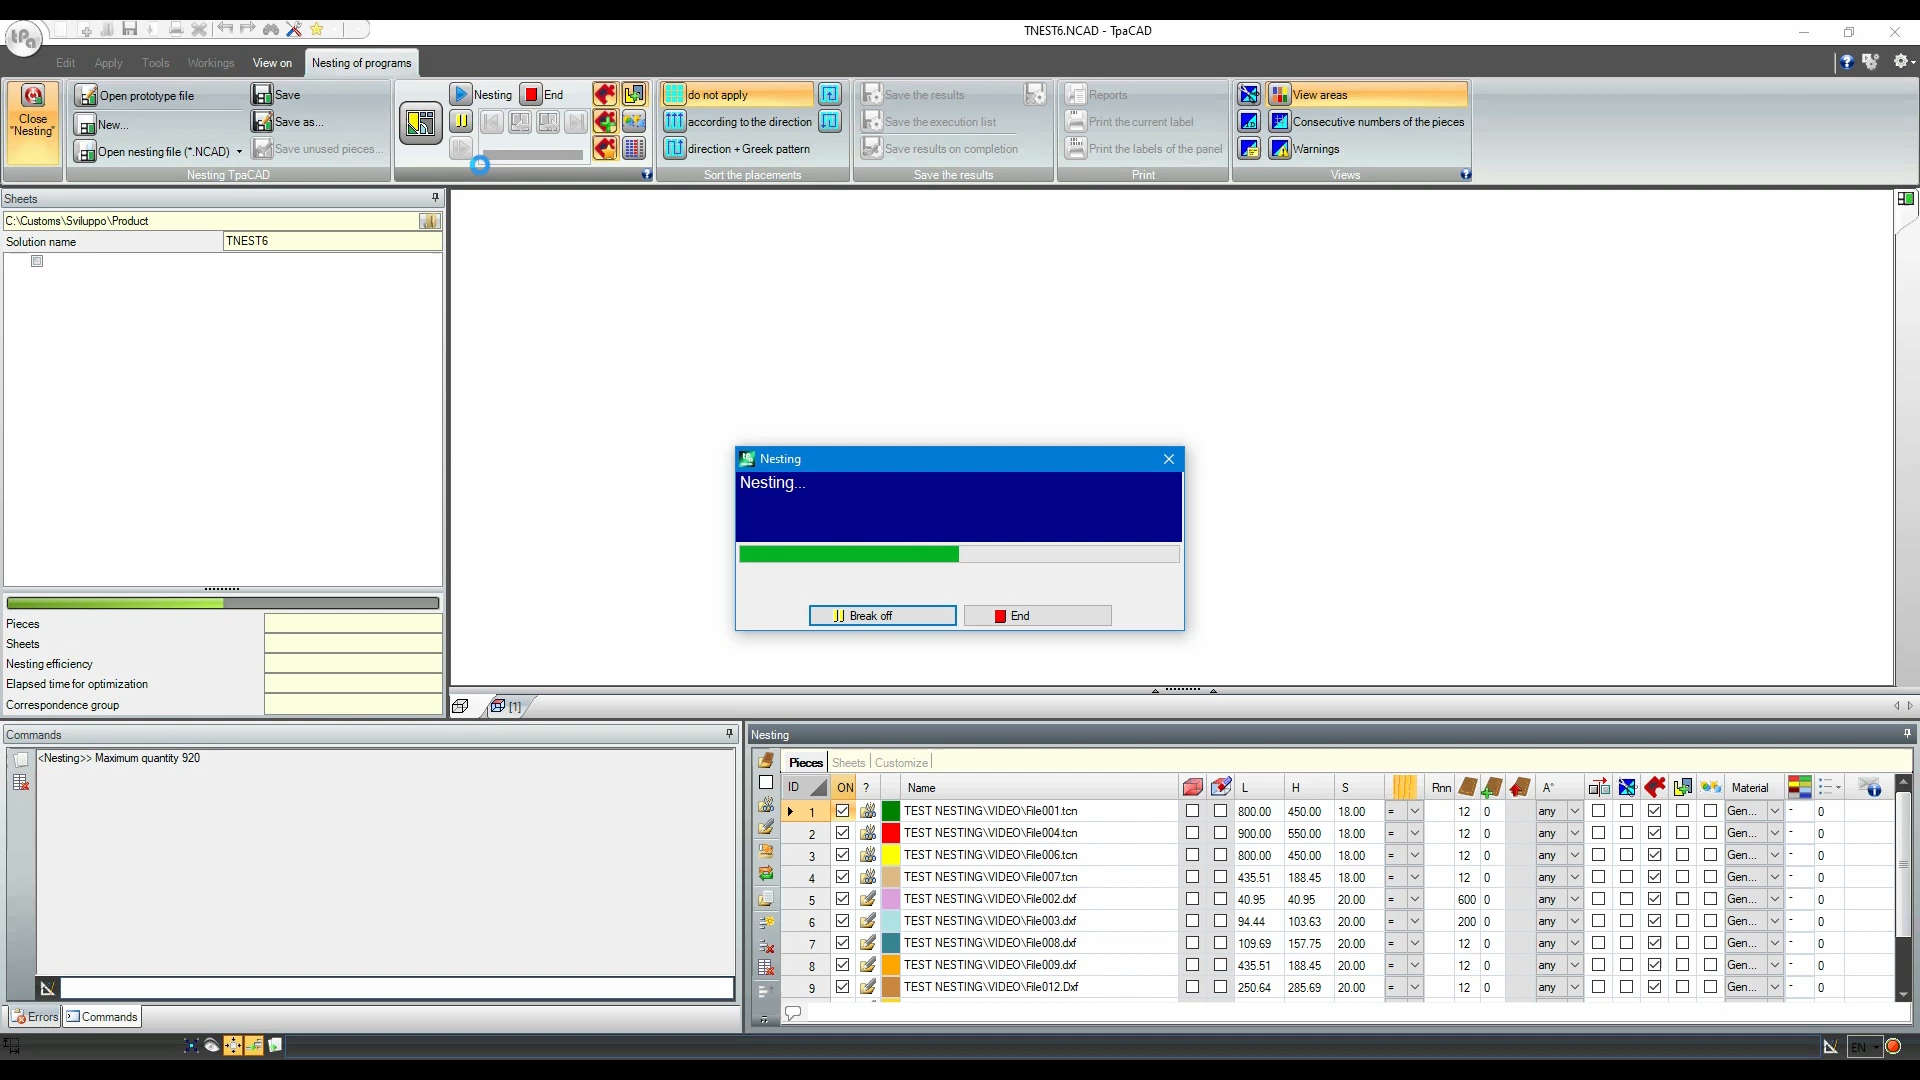 TNEST6.NCAD - TpaCAD
tpa
Edit Apply Tools Workings View on Nesting of programs
Close "Nesting"
Open prototype file
New...
Open nesting file (*.NCAD)
Save
Save as...
Save unused pieces...
Nesting TpaCAD
Nesting End
do not apply
according to the direction
direction + Greek pattern
Sort the placements
Save the results
Save the execution list
Save results on completion
Save the results
Reports
Print the current label
Print the labels of the panel
Print
View areas
Consecutive numbers of the pieces
Warnings
Views
Sheets
C:\Customs\Sviluppo\Product
Solution name TNEST6
Nesting
Nesting...
Break off End
Pieces
Sheets
Nesting efficiency
Elapsed time for optimization
Correspondence group
[1]
Commands
<Nesting>> Maximum quantity 920
Errors Commands
Nesting
Pieces Sheets Customize
ID ON ? Name L H S Rnn A° Material
1 TEST NESTING\VIDEO\File001.tcn 800.00 450.00 18.00 = 12 0 any Gen... - 0
2 TEST NESTING\VIDEO\File004.tcn 900.00 550.00 18.00 = 12 0 any Gen... - 0
3 TEST NESTING\VIDEO\File006.tcn 800.00 450.00 18.00 = 12 0 any Gen... - 0
4 TEST NESTING\VIDEO\File007.tcn 435.51 188.45 18.00 = 12 0 any Gen... - 0
5 TEST NESTING\VIDEO\File002.dxf 40.95 40.95 20.00 = 600 0 any Gen... - 0
6 TEST NESTING\VIDEO\File003.dxf 94.44 103.63 20.00 = 200 0 any Gen... - 0
7 TEST NESTING\VIDEO\File008.dxf 109.69 157.75 20.00 = 12 0 any Gen... - 0
8 TEST NESTING\VIDEO\File009.dxf 435.51 188.45 20.00 = 12 0 any Gen... - 0
9 TEST NESTING\VIDEO\File012.Dxf 250.64 285.69 20.00 = 12 0 any Gen... - 0
EN